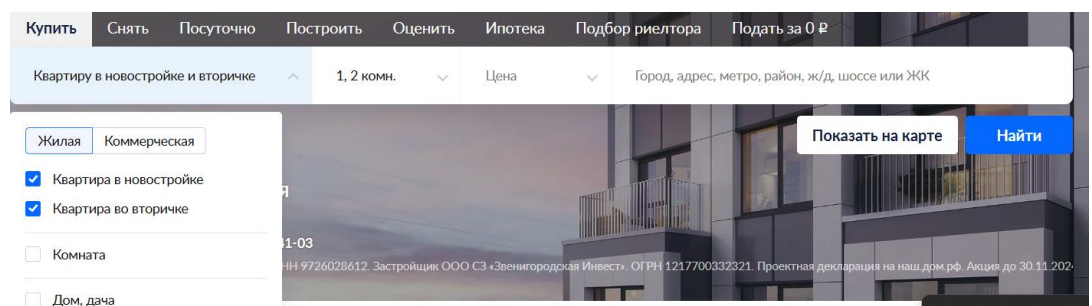 Купить Снять Посуточно Построить Оценить Ипотека Подбор риелтора Подать за 0 ₽
Квартиру в новостройке и вторичке 1, 2 комн. Цена Город, адрес, метро, район, ж/д, шоссе или ЖК
Жилая Коммерческая Показать на карте Найти
Квартира в новостройке
Квартира во вторичке
Комната
41-03
НН 9726028612. Застройщик ООО СЗ «Звенигородская Инвест». ОГРН 1217700332321. Проектная декларация на наш.дом.рф. Акция до 30.11.202
Дом, дача